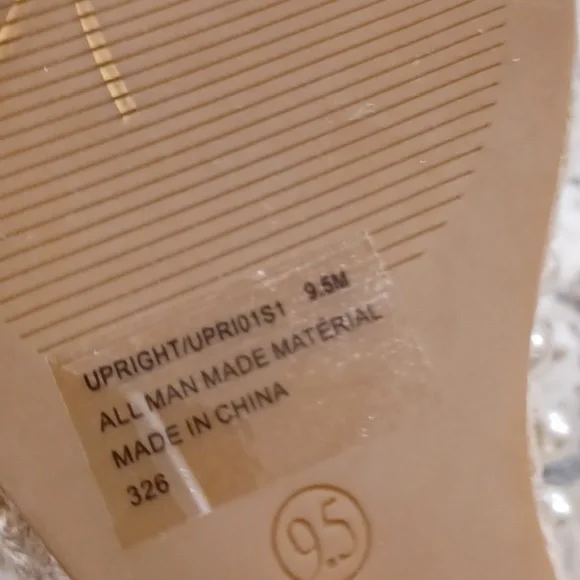 UPRIGHT/UPRI01S1 9.5M
ALL MAN MADE MATERIAL
MADE IN CHINA
326
9.5